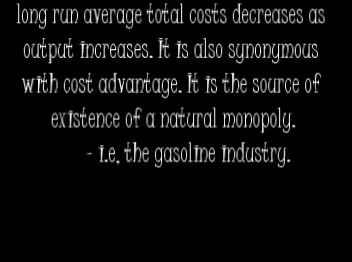 long run average total costs decreases as
output increases. It is also synonymous
with cost advantage. It is the source of
existence of a natural monopoly.
- i.e, the gasoline industry.